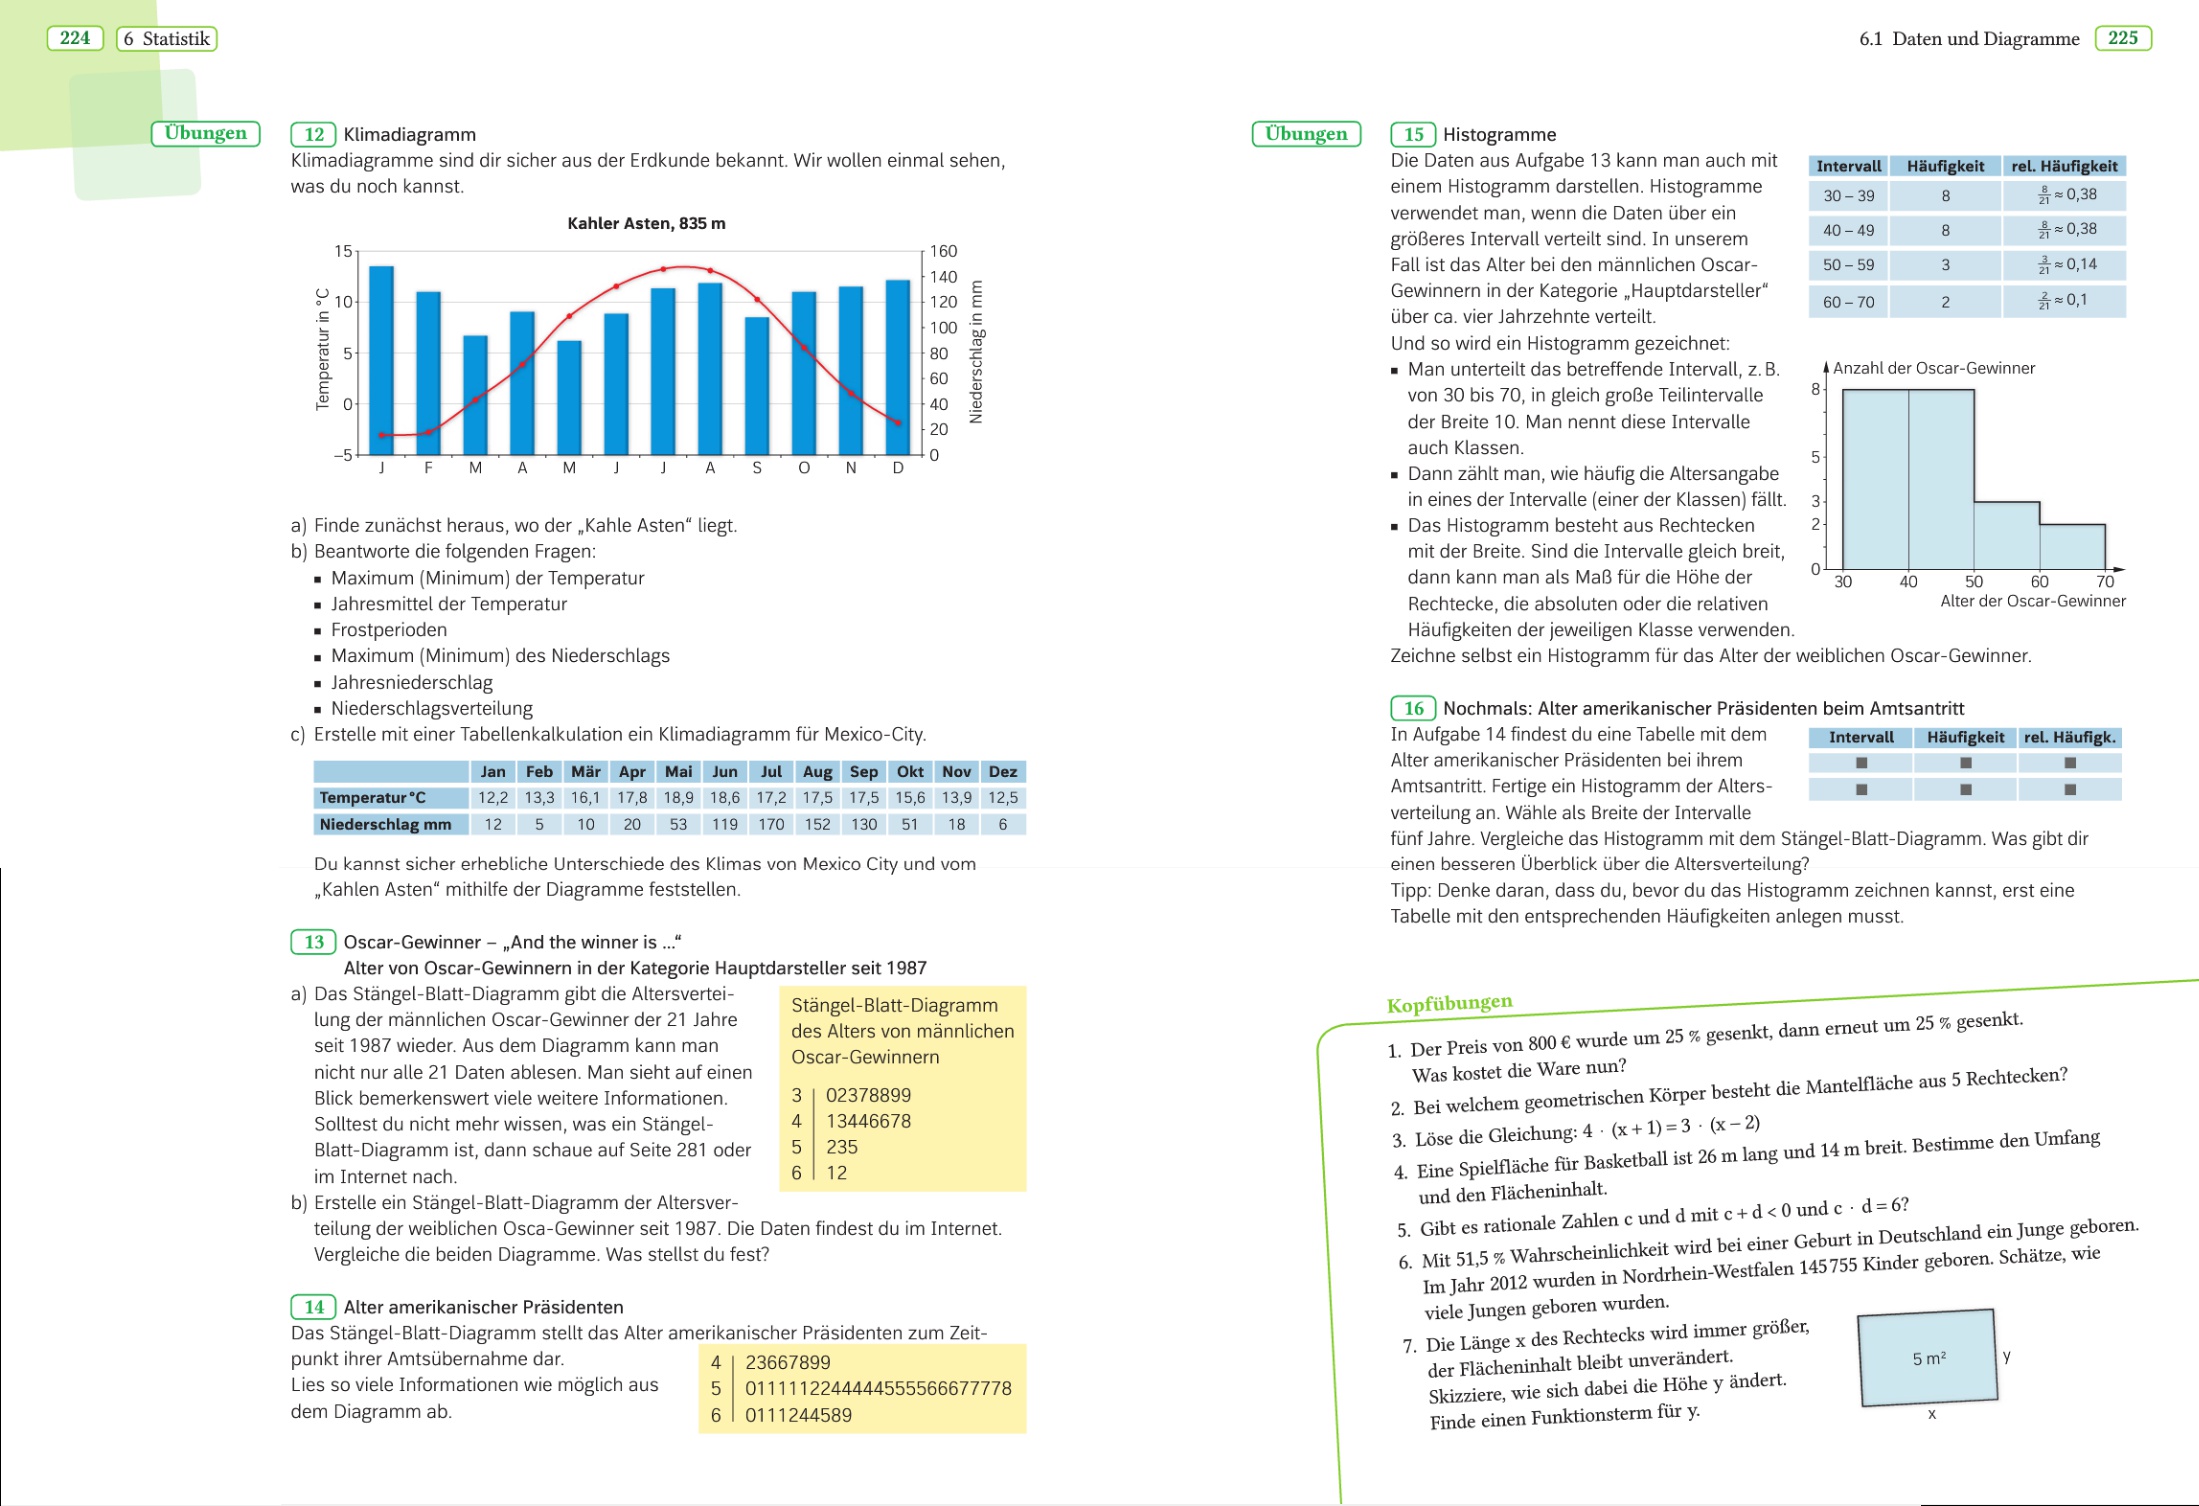 224 6 Statistik
Übungen
12 Klimadiagramm
Klimadiagramme sind dir sicher aus der Erdkunde bekannt. Wir wollen einmal sehen,
was du noch kannst.
Kahler Asten, 835 m
Temperatur in °C
15
10
5
0
–5
J F M A M J J A S O N D
160
140
120
100
80
60
40
20
0
Niederschlag in mm
a) Finde zunächst heraus, wo der „Kahle Asten“ liegt.
b) Beantworte die folgenden Fragen:
▪ Maximum (Minimum) der Temperatur
▪ Jahresmittel der Temperatur
▪ Frostperioden
▪ Maximum (Minimum) des Niederschlags
▪ Jahresniederschlag
▪ Niederschlagsverteilung
c) Erstelle mit einer Tabellenkalkulation ein Klimadiagramm für Mexico-City.
Jan Feb Mär Apr Mai Jun Jul Aug Sep Okt Nov Dez
Temperatur °C 12,2 13,3 16,1 17,8 18,9 18,6 17,2 17,5 17,5 15,6 13,9 12,5
Niederschlag mm 12 5 10 20 53 119 170 152 130 51 18 6
Du kannst sicher erhebliche Unterschiede des Klimas von Mexico City und vom
„Kahlen Asten“ mithilfe der Diagramme feststellen.
13 Oscar-Gewinner – „And the winner is ...“
Alter von Oscar-Gewinnern in der Kategorie Hauptdarsteller seit 1987
a) Das Stängel-Blatt-Diagramm gibt die Altersvertei-
lung der männlichen Oscar-Gewinner der 21 Jahre
seit 1987 wieder. Aus dem Diagramm kann man
nicht nur alle 21 Daten ablesen. Man sieht auf einen
Blick bemerkenswert viele weitere Informationen.
Solltest du nicht mehr wissen, was ein Stängel-
Blatt-Diagramm ist, dann schaue auf Seite 281 oder
im Internet nach.
Stängel-Blatt-Diagramm
des Alters von männlichen
Oscar-Gewinnern
3 | 02378899
4 | 13446678
5 | 235
6 | 12
b) Erstelle ein Stängel-Blatt-Diagramm der Altersver-
teilung der weiblichen Osca-Gewinner seit 1987. Die Daten findest du im Internet.
Vergleiche die beiden Diagramme. Was stellst du fest?
14 Alter amerikanischer Präsidenten
Das Stängel-Blatt-Diagramm stellt das Alter amerikanischer Präsidenten zum Zeit-
punkt ihrer Amtsübernahme dar.
Lies so viele Informationen wie möglich aus
dem Diagramm ab.
4 | 23667899
5 | 0111112244444555566677778
6 | 0111244589
6.1 Daten und Diagramme 225
Übungen
15 Histogramme
Die Daten aus Aufgabe 13 kann man auch mit
einem Histogramm darstellen. Histogramme
verwendet man, wenn die Daten über ein
größeres Intervall verteilt sind. In unserem
Fall ist das Alter bei den männlichen Oscar-
Gewinnern in der Kategorie „Hauptdarsteller“
über ca. vier Jahrzehnte verteilt.
Und so wird ein Histogramm gezeichnet:
▪ Man unterteilt das betreffende Intervall, z. B.
von 30 bis 70, in gleich große Teilintervalle
der Breite 10. Man nennt diese Intervalle
auch Klassen.
▪ Dann zählt man, wie häufig die Altersangabe
in eines der Intervalle (einer der Klassen) fällt.
▪ Das Histogramm besteht aus Rechtecken
mit der Breite. Sind die Intervalle gleich breit,
dann kann man als Maß für die Höhe der
Rechtecke, die absoluten oder die relativen
Häufigkeiten der jeweiligen Klasse verwenden.
Intervall Häufigkeit rel. Häufigkeit
30 – 39 8 8/21 ≈ 0,38
40 – 49 8 8/21 ≈ 0,38
50 – 59 3 3/21 ≈ 0,14
60 – 70 2 2/21 ≈ 0,1
Anzahl der Oscar-Gewinner
8
5
3
2
0
30 40 50 60 70
Alter der Oscar-Gewinner
Zeichne selbst ein Histogramm für das Alter der weiblichen Oscar-Gewinner.
16 Nochmals: Alter amerikanischer Präsidenten beim Amtsantritt
In Aufgabe 14 findest du eine Tabelle mit dem
Alter amerikanischer Präsidenten bei ihrem
Amtsantritt. Fertige ein Histogramm der Alters-
verteilung an. Wähle als Breite der Intervalle
Intervall Häufigkeit rel. Häufigk.
■ ■ ■
■ ■ ■
fünf Jahre. Vergleiche das Histogramm mit dem Stängel-Blatt-Diagramm. Was gibt dir
einen besseren Überblick über die Altersverteilung?
Tipp: Denke daran, dass du, bevor du das Histogramm zeichnen kannst, erst eine
Tabelle mit den entsprechenden Häufigkeiten anlegen musst.
Kopfübungen
1. Der Preis von 800 € wurde um 25 % gesenkt, dann erneut um 25 % gesenkt.
Was kostet die Ware nun?
2. Bei welchem geometrischen Körper besteht die Mantelfläche aus 5 Rechtecken?
3. Löse die Gleichung: 4 · (x + 1) = 3 · (x – 2)
4. Eine Spielfläche für Basketball ist 26 m lang und 14 m breit. Bestimme den Umfang
und den Flächeninhalt.
5. Gibt es rationale Zahlen c und d mit c + d < 0 und c · d = 6?
6. Mit 51,5 % Wahrscheinlichkeit wird bei einer Geburt in Deutschland ein Junge geboren.
Im Jahr 2012 wurden in Nordrhein-Westfalen 145 755 Kinder geboren. Schätze, wie
viele Jungen geboren wurden.
7. Die Länge x des Rechtecks wird immer größer,
der Flächeninhalt bleibt unverändert.
Skizziere, wie sich dabei die Höhe y ändert.
Finde einen Funktionsterm für y.
5 m²
y
x